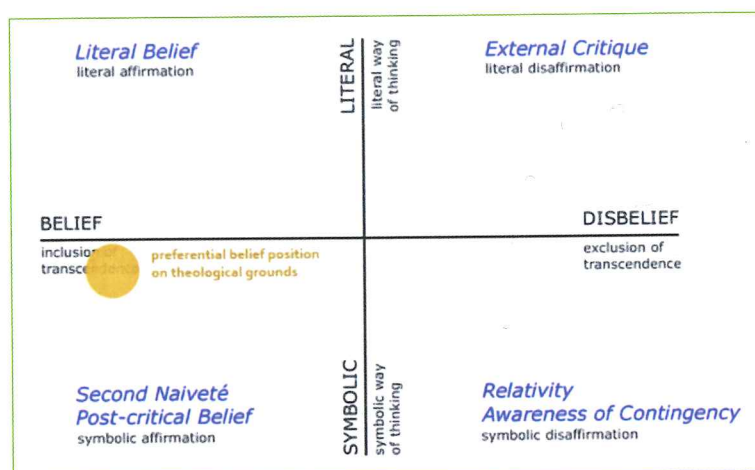 Literal Belief
literal affirmation
LITERAL
literal way
of thinking
External Critique
literal disaffirmation
BELIEF
inclusion of
transcendence
preferential belief position
on theological grounds
DISBELIEF
exclusion of
transcendence
Second Naiveté
Post-critical Belief
symbolic affirmation
SYMBOLIC
symbolic way
of thinking
Relativity
Awareness of Contingency
symbolic disaffirmation